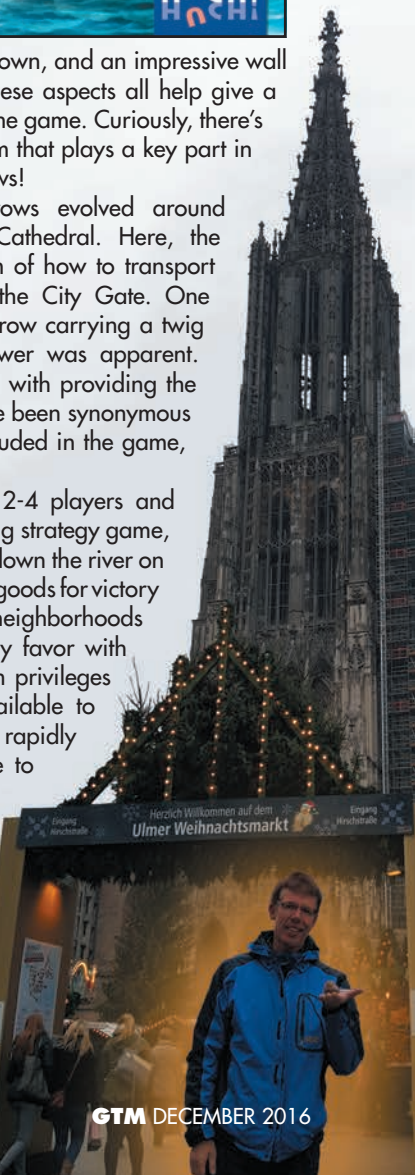 HUCH!
own, and an impressive wall
ese aspects all help give a
he game. Curiously, there’s
m that plays a key part in
ws!
rows evolved around
Cathedral. Here, the
n of how to transport
the City Gate. One
row carrying a twig
wer was apparent.
with providing the
e been synonymous
uded in the game,
2-4 players and
g strategy game,
down the river on
goods for victory
neighborhoods
y favor with
n privileges
ailable to
rapidly
e to
Eingang
Hirschstraße
Herzlich Willkommen auf dem
Ulmer Weihnachtsmarkt
Eingang
Hirschstraße
GTM DECEMBER 2016